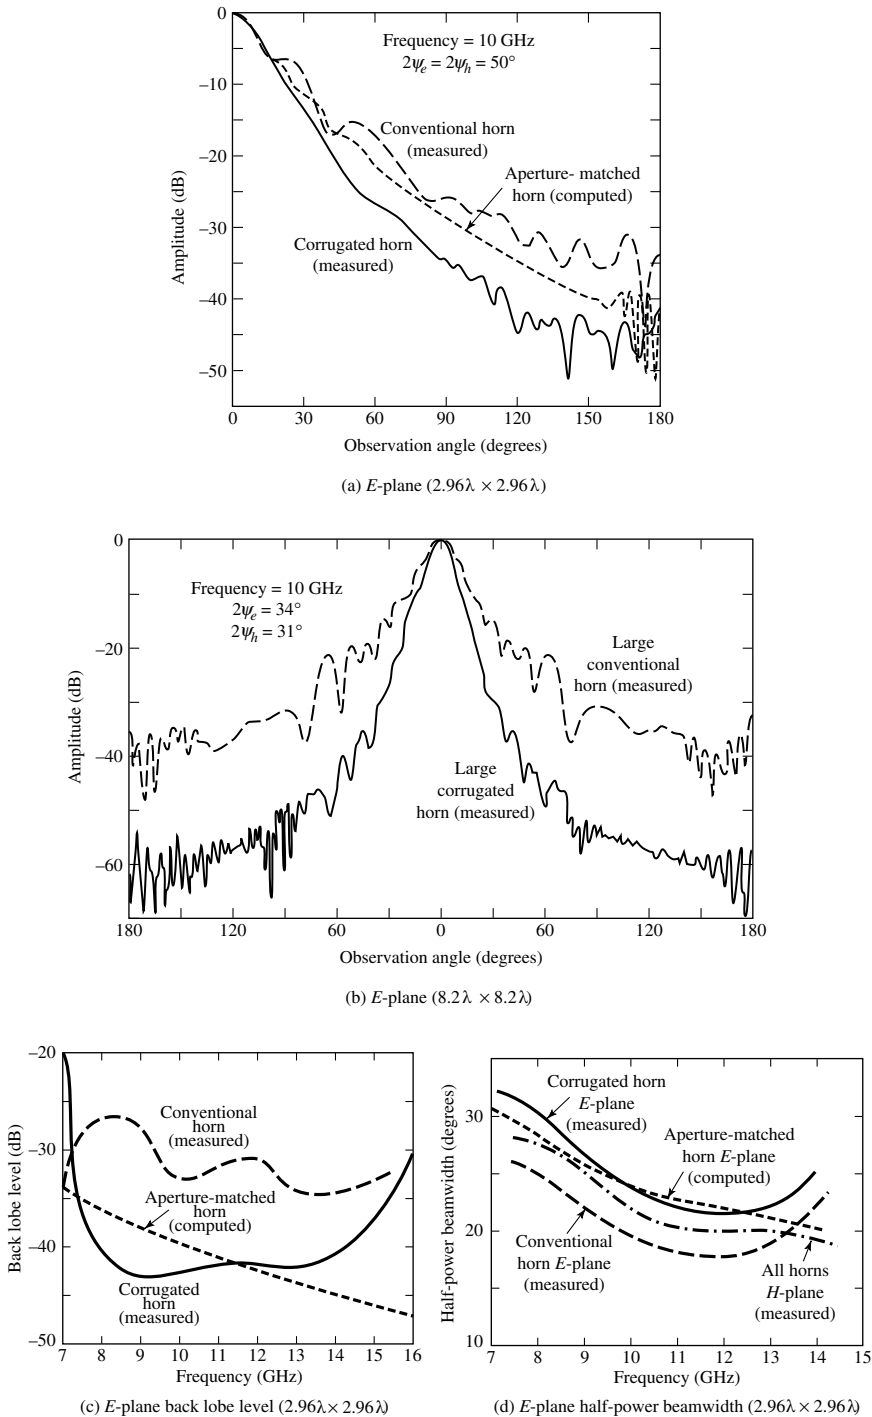 0
−10
−20
−30
−40
−50
Amplitude (dB)
Frequency = 10 GHz
2ψe = 2ψh = 50°
Conventional horn
(measured)
Aperture- matched
horn (computed)
Corrugated horn
(measured)
0 30 60 90 120 150 180
Observation angle (degrees)
(a) E-plane (2.96λ × 2.96λ)
0
−20
−40
−60
Amplitude (dB)
Frequency = 10 GHz
2ψe = 34°
2ψh = 31°
Large
conventional
horn (measured)
Large
corrugated
horn (measured)
180 120 60 0 60 120 180
Observation angle (degrees)
(b) E-plane (8.2λ × 8.2λ)
−20
−30
−40
−50
Back lobe level (dB)
Conventional
horn
(measured)
Aperture-matched
horn
(computed)
Corrugated
horn
(measured)
7 8 9 10 11 12 13 14 15 16
Frequency (GHz)
(c) E-plane back lobe level (2.96λ × 2.96λ)
30
20
10
Half-power beamwidth (degrees)
Corrugated horn
E-plane
(measured)
Aperture-matched
horn E-plane
(computed)
Conventional
horn E-plane
(measured)
All horns
H-plane
(measured)
7 8 9 10 11 12 13 14 15
Frequency (GHz)
(d) E-plane half-power beamwidth (2.96λ × 2.96λ)